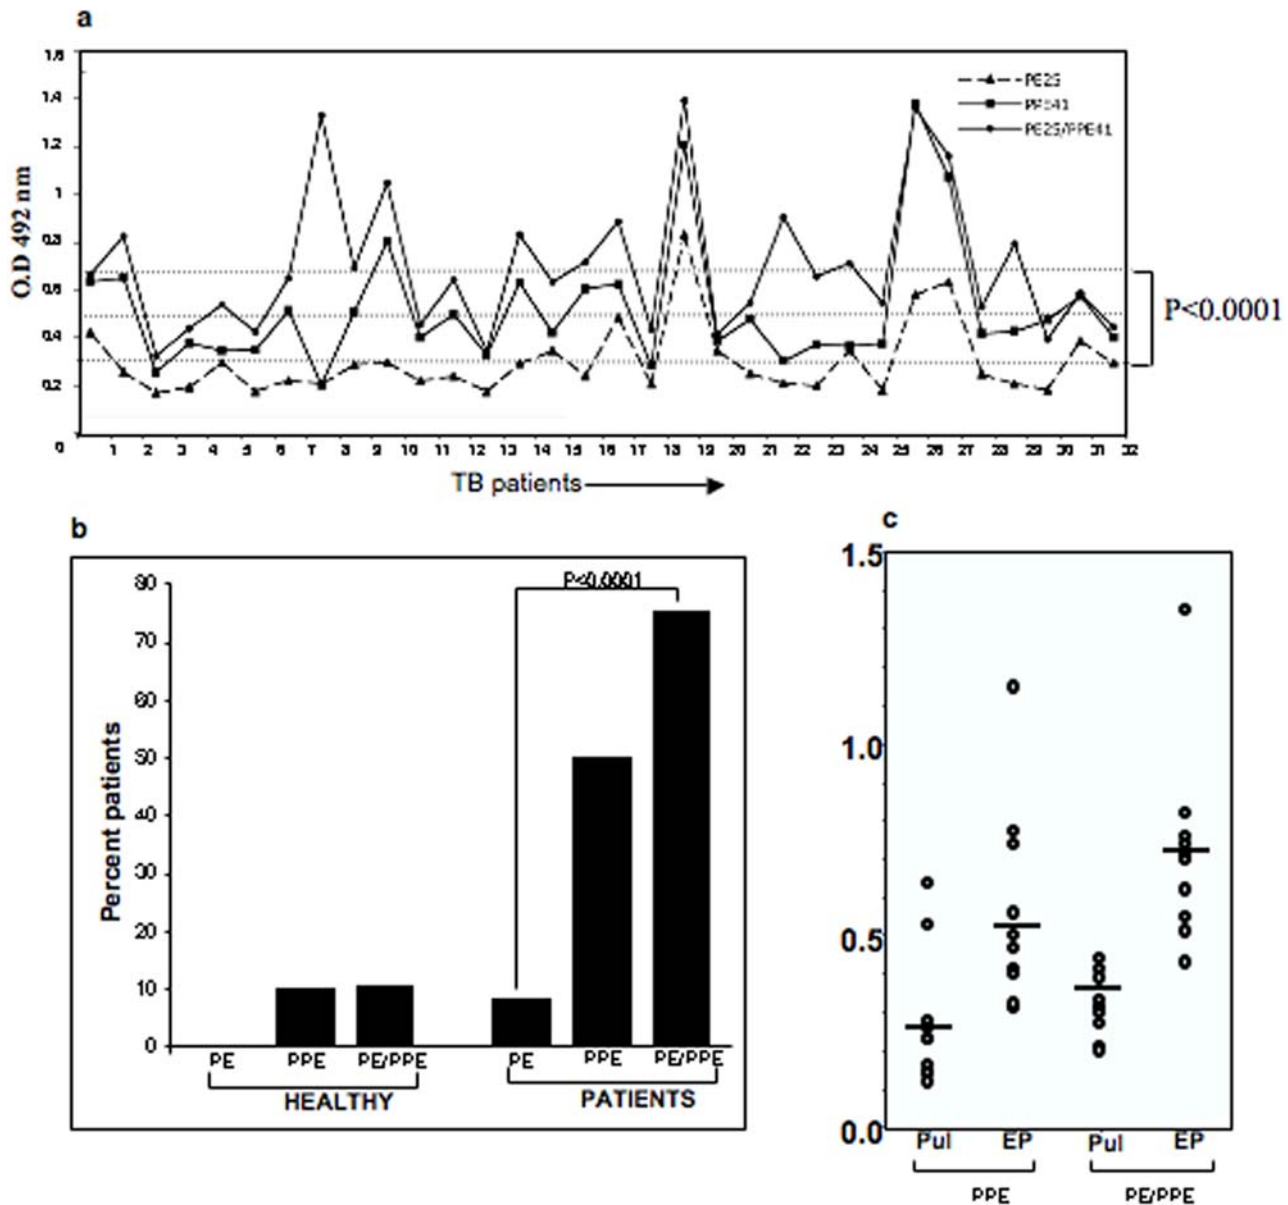 a
1.6
1.4
1.2
1
0.8
0.6
0.4
0.2
0
O.D 492 nm
PE25
PPE41
PE25/PPE41
P<0.0001
1 2 3 4 5 6 7 8 9 10 11 12 13 14 15 16 17 18 19 20 21 22 23 24 25 26 27 28 29 30 31 32
TB patients
b
80
70
60
50
40
30
20
10
0
Percent patients
P<0.0001
PE PPE PE/PPE PE PPE PE/PPE
HEALTHY PATIENTS
c
1.5
1.0
0.5
0.0
Pul EP Pul EP
PPE PE/PPE